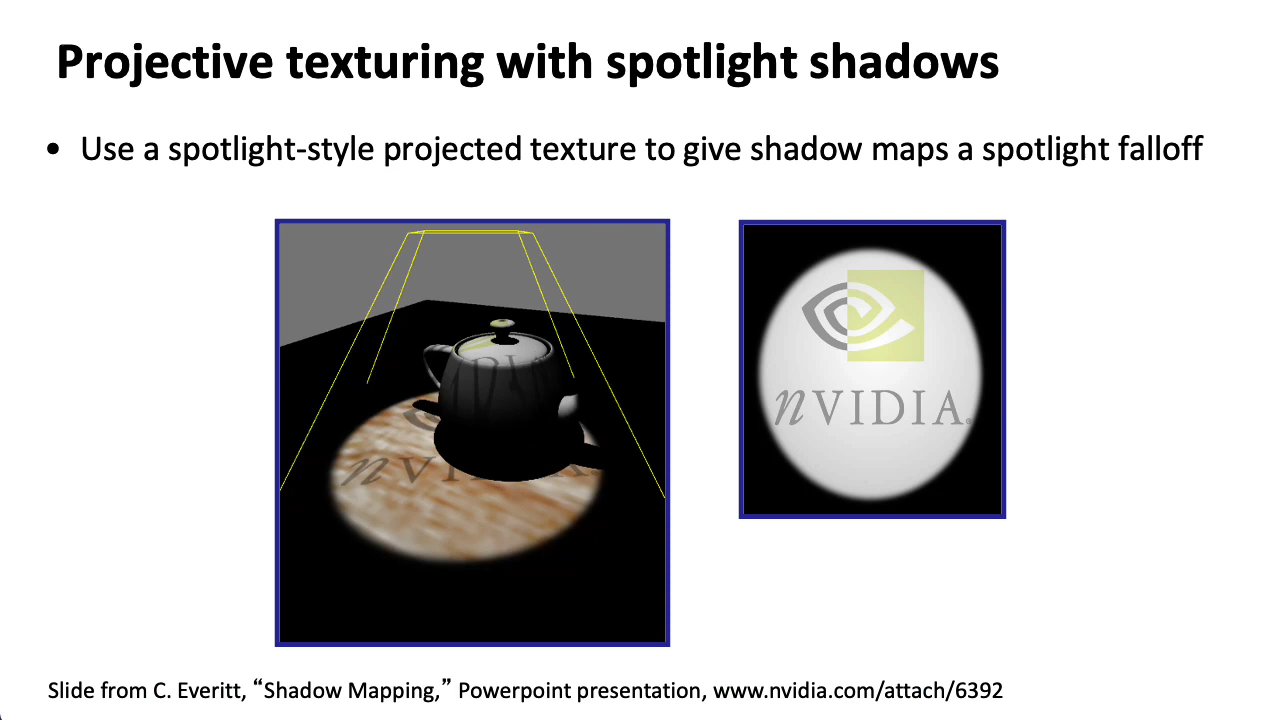 Projective texturing with spotlight shadows
• Use a spotlight-style projected texture to give shadow maps a spotlight falloff
nVIDIA.
Slide from C. Everitt, “Shadow Mapping,” Powerpoint presentation, www.nvidia.com/attach/6392